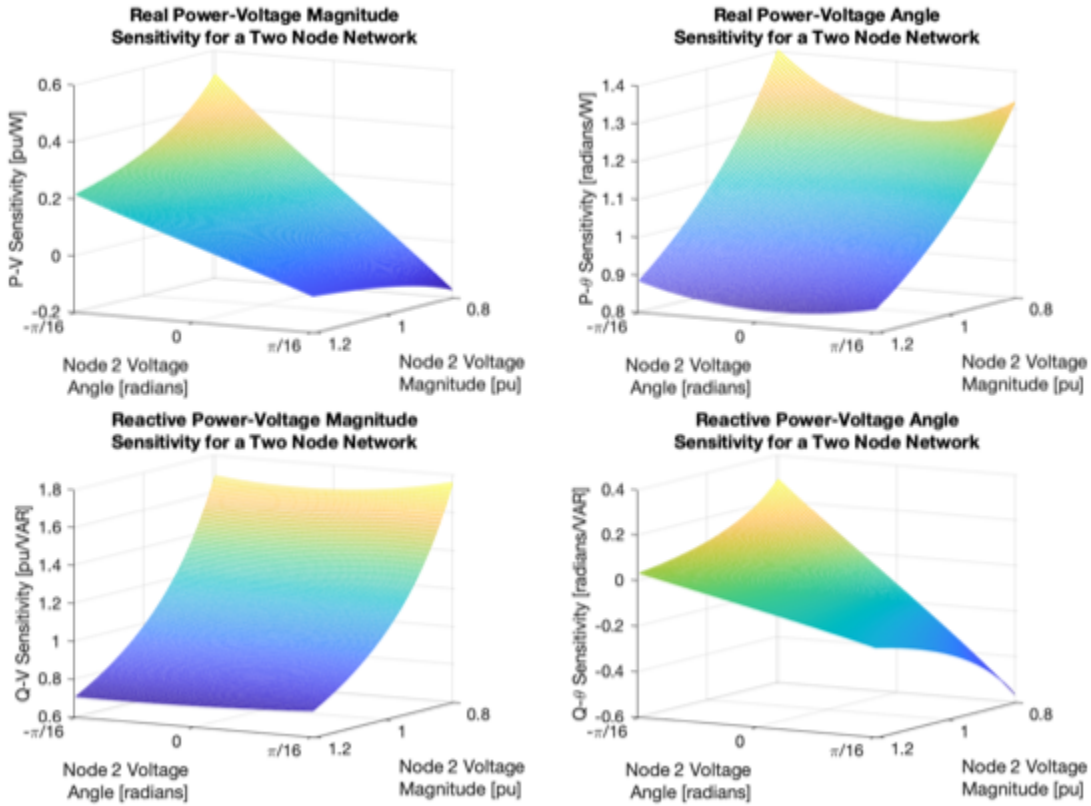 Real Power-Voltage Magnitude
Sensitivity for a Two Node Network
P-V Sensitivity [pu/W]
0.6
0.4
0.2
0
-0.2
-π/16
0
π/16
1.2
1
0.8
Node 2 Voltage
Angle [radians]
Node 2 Voltage
Magnitude [pu]
Real Power-Voltage Angle
Sensitivity for a Two Node Network
P-θ Sensitivity [radians/W]
1.4
1.3
1.2
1.1
1
0.9
0.8
-π/16
0
π/16
1.2
1
0.8
Node 2 Voltage
Angle [radians]
Node 2 Voltage
Magnitude [pu]
Reactive Power-Voltage Magnitude
Sensitivity for a Two Node Network
Q-V Sensitivity [pu/VAR]
1.8
1.6
1.4
1.2
1
0.8
0.6
-π/16
0
π/16
1.2
1
0.8
Node 2 Voltage
Angle [radians]
Node 2 Voltage
Magnitude [pu]
Reactive Power-Voltage Angle
Sensitivity for a Two Node Network
Q-θ Sensitivity [radians/VAR]
0.4
0.2
0
-0.2
-0.4
-0.6
-π/16
0
π/16
1.2
1
0.8
Node 2 Voltage
Angle [radians]
Node 2 Voltage
Magnitude [pu]